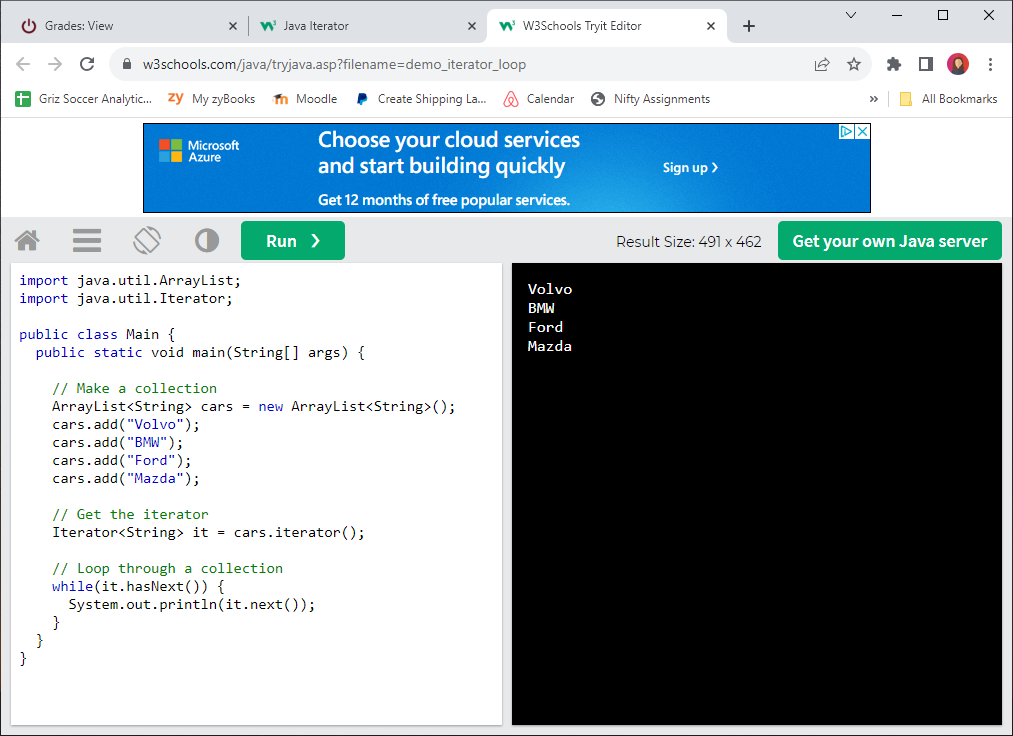 Grades: View
Java Iterator
W3Schools Tryit Editor
w3schools.com/java/tryjava.asp?filename=demo_iterator_loop
Griz Soccer Analytic...
zy My zyBooks
Moodle
Create Shipping La...
Calendar
Nifty Assignments
»
All Bookmarks
Microsoft
Azure
Choose your cloud services
and start building quickly
Get 12 months of free popular services.
Sign up >
Run ❯
Result Size: 491 x 462
Get your own Java server
import java.util.ArrayList;
import java.util.Iterator;
public class Main {
  public static void main(String[] args) {
    // Make a collection
    ArrayList<String> cars = new ArrayList<String>();
    cars.add("Volvo");
    cars.add("BMW");
    cars.add("Ford");
    cars.add("Mazda");
    // Get the iterator
    Iterator<String> it = cars.iterator();
    // Loop through a collection
    while(it.hasNext()) {
      System.out.println(it.next());
    }
  }
}
Volvo
BMW
Ford
Mazda